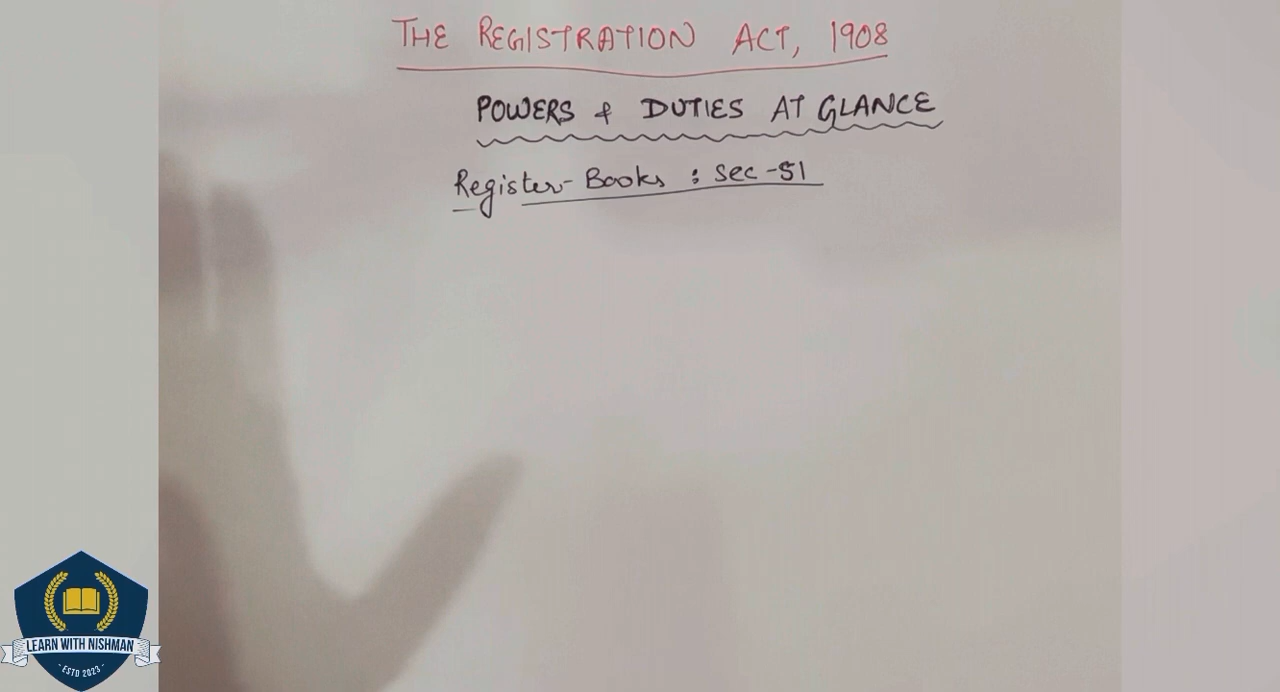 THE REGISTRATION ACT, 1908
POWERS & DUTIES AT GLANCE
Register-Books : Sec-51
LEARN WITH NISHMAN
- ESTD 2023 -